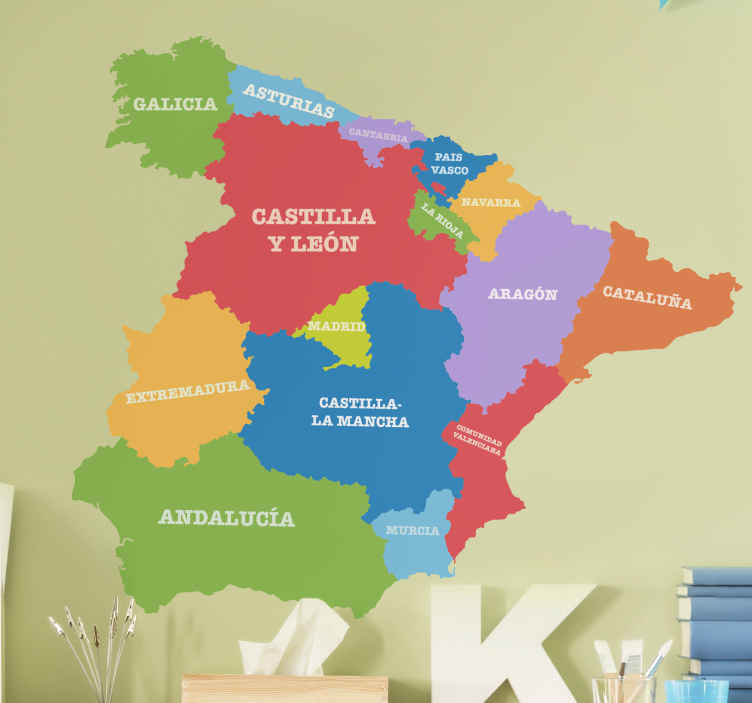 GALICIA
ASTURIAS
CANTABRIA
PAIS
VASCO
NAVARRA
LA RIOJA
CASTILLA
Y LEÓN
ARAGÓN
CATALUÑA
MADRID
EXTREMADURA
CASTILLA-
LA MANCHA
COMUNIDAD
VALENCIANA
ANDALUCÍA
MURCIA
K